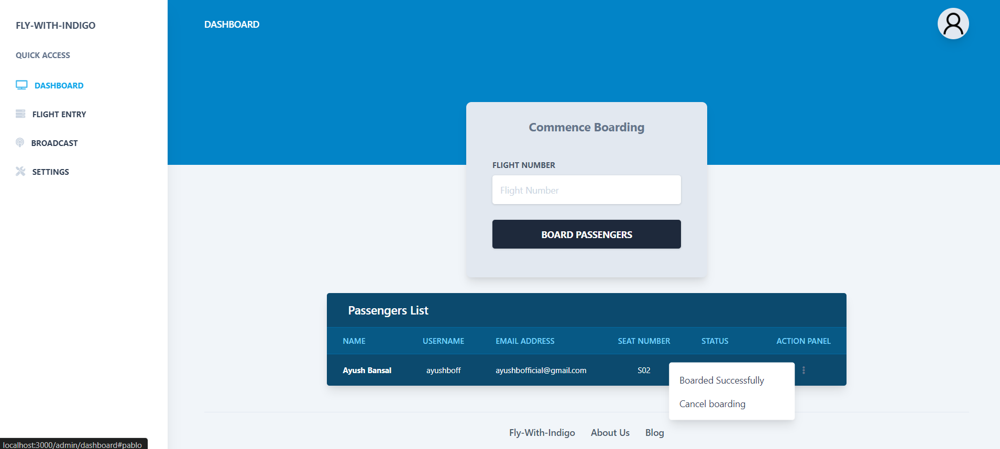 FLY-WITH-INDIGO
QUICK ACCESS
DASHBOARD
FLIGHT ENTRY
BROADCAST
SETTINGS
DASHBOARD
Commence Boarding
FLIGHT NUMBER
Flight Number
BOARD PASSENGERS
Passengers List
NAME USERNAME EMAIL ADDRESS SEAT NUMBER STATUS ACTION PANEL
Ayush Bansal ayushboff ayushbofficial@gmail.com S02
Boarded Successfully
Cancel boarding
Fly-With-Indigo About Us Blog
localhost:3000/admin/dashboard#pablo